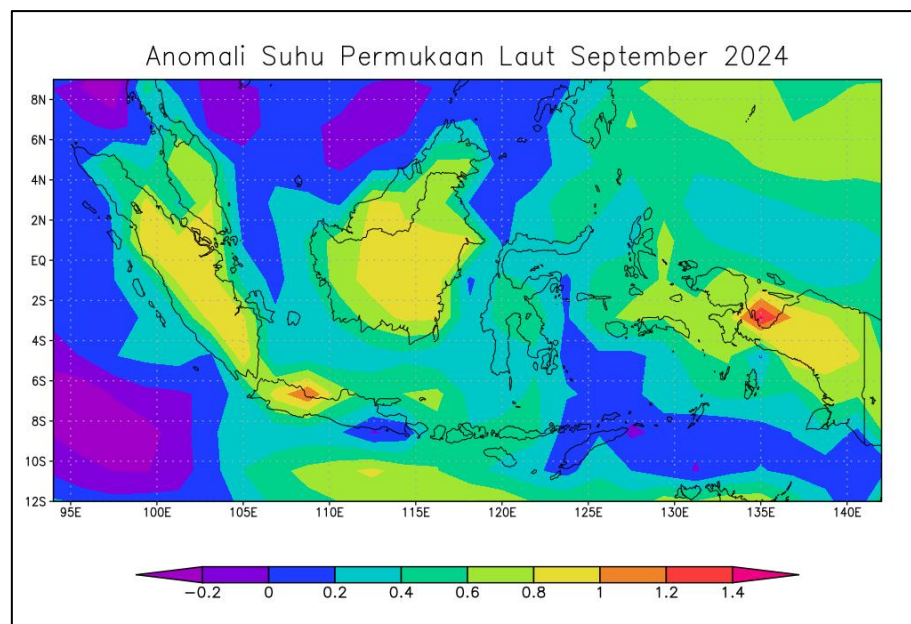 Anomali Suhu Permukaan Laut September 2024
8N
6N
4N
2N
EQ
2S
4S
6S
8S
10S
12S
95E 100E 105E 110E 115E 120E 125E 130E 135E 140E
−0.2 0 0.2 0.4 0.6 0.8 1 1.2 1.4